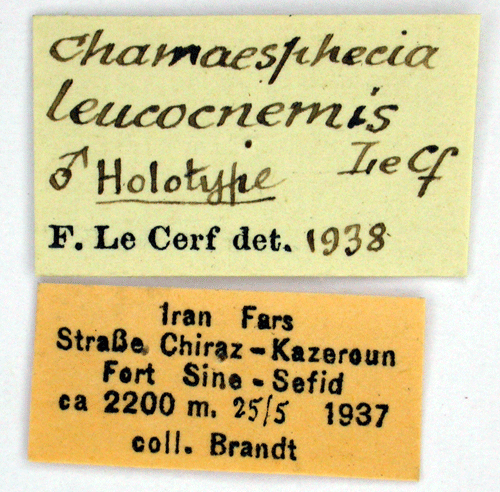 Chamaesphecia
leucocnemis
♂ Holotype Le Cf
F. Le Cerf det. 1938
Iran Fars
Straße Chiraz-Kazeroun
Fort Sine-Sefid
ca 2200 m. 25/5 1937
coll. Brandt